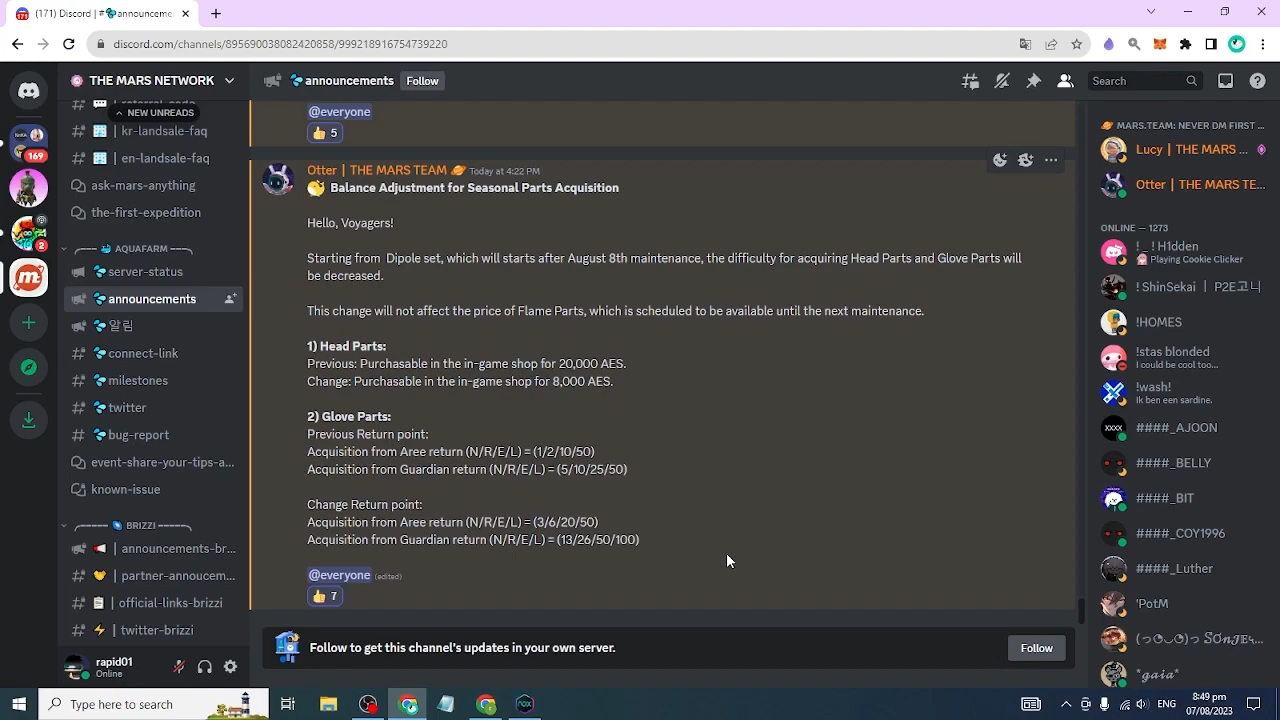 (171) Discord | #
announceme
discord.com/channels/895690038082420858/999218916754739220
THE MARS NETWORK
announcements
Follow
Search
169
2
NEW UNREADS
| referral-code
| kr-landsale-faq
| en-landsale-faq
ask-mars-anything
the-first-expedition
AQUAFARM
server-status
announcements
알림
connect-link
milestones
twitter
bug-report
event-share-your-tips-a...
known-issue
BRIZZI
| announcements-br...
| partner-annoucem...
| official-links-brizzi
| twitter-brizzi
rapid01
Online
@everyone
5
Otter | THE MARS TEAM Today at 4:22 PM
Balance Adjustment for Seasonal Parts Acquisition
Hello, Voyagers!
Starting from Dipole set, which will starts after August 8th maintenance, the difficulty for acquiring Head Parts and Glove Parts will
be decreased.
This change will not affect the price of Flame Parts, which is scheduled to be available until the next maintenance.
1) Head Parts:
Previous: Purchasable in the in-game shop for 20,000 AES.
Change: Purchasable in the in-game shop for 8,000 AES.
2) Glove Parts:
Previous Return point:
Acquisition from Aree return (N/R/E/L) = (1/2/10/50)
Acquisition from Guardian return (N/R/E/L) = (5/10/25/50)
Change Return point:
Acquisition from Aree return (N/R/E/L) = (3/6/20/50)
Acquisition from Guardian return (N/R/E/L) = (13/26/50/100)
@everyone (edited)
7
Follow to get this channel's updates in your own server.
Follow
MARS.TEAM: NEVER DM FIRST ...
Lucy | THE MARS ...
Otter | THE MARS TE...
ONLINE — 1273
! _ ! H1dden
Playing Cookie Clicker
! ShinSekai | P2E고니
!HOMES
!stas blonded
I could be cool too...
!wash!
Ik ben een sardine.
XXXX
####_AJOON
####_BELLY
####_BIT
####_COY1996
####_Luther
'PotM
*gaia*
Type here to search
nox
ENG
8:49 pm
07/08/2023